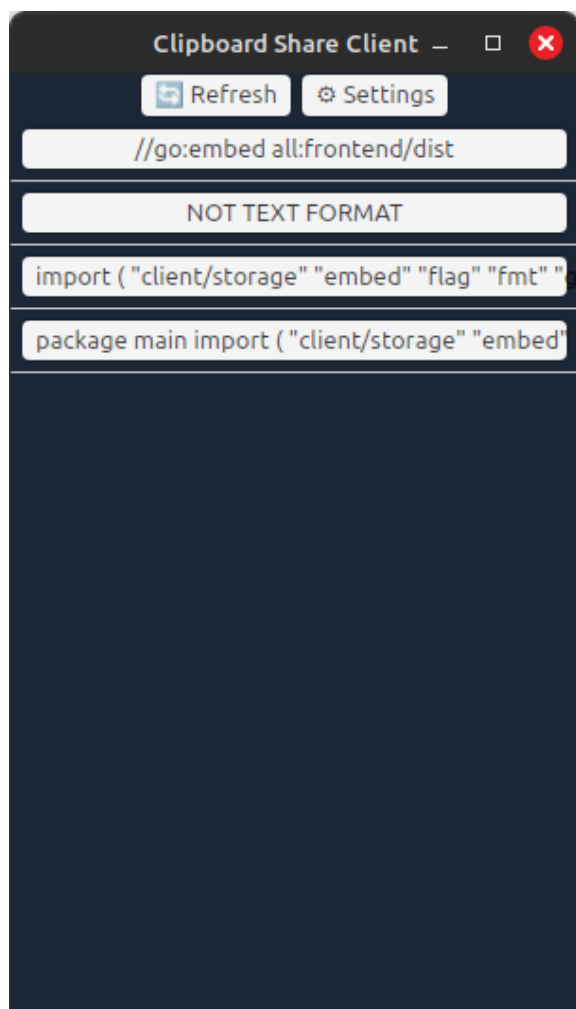 Clipboard Share Client
Refresh Settings
//go:embed all:frontend/dist
NOT TEXT FORMAT
import ( "client/storage" "embed" "flag" "fmt" "g
package main import ( "client/storage" "embed"